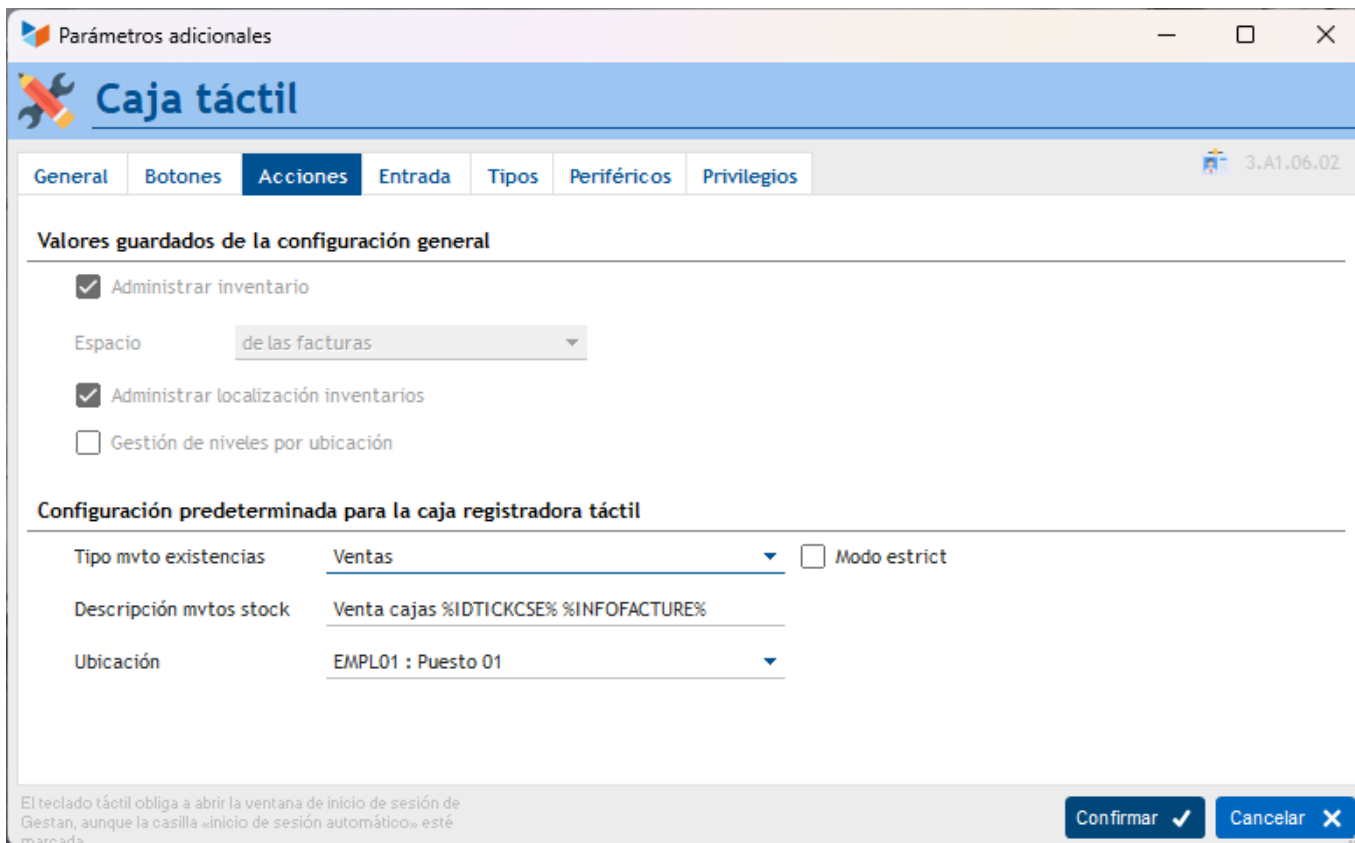 Parámetros adicionales
Caja táctil
General Botones Acciones Entrada Tipos Periféricos Privilegios
3.A1.06.02
Valores guardados de la configuración general
Administrar inventario
Espacio de las facturas
Administrar localización inventarios
Gestión de niveles por ubicación
Configuración predeterminada para la caja registradora táctil
Tipo mvto existencias Ventas Modo estrict
Descripción mvtos stock Venta cajas %IDTICKCSE% %INFOFACTURE%
Ubicación EMPL01 : Puesto 01
El teclado táctil obliga a abrir la ventana de inicio de sesión de
Gestan, aunque la casilla «inicio de sesión automático» esté
marcada
Confirmar Cancelar